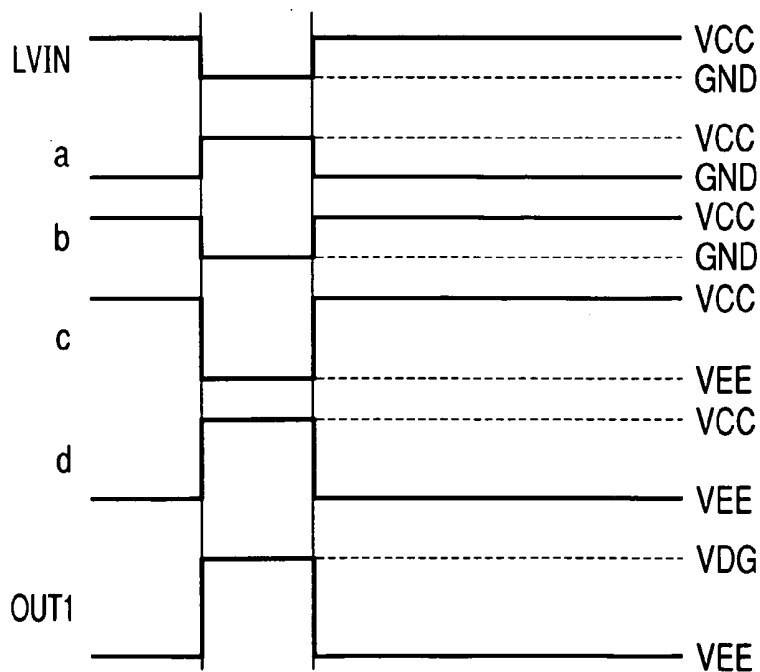 VCC
LVIN
GND
VCC
a
GND
VCC
b
GND
VCC
c
VEE
VCC
d
VEE
VDG
OUT1
VEE